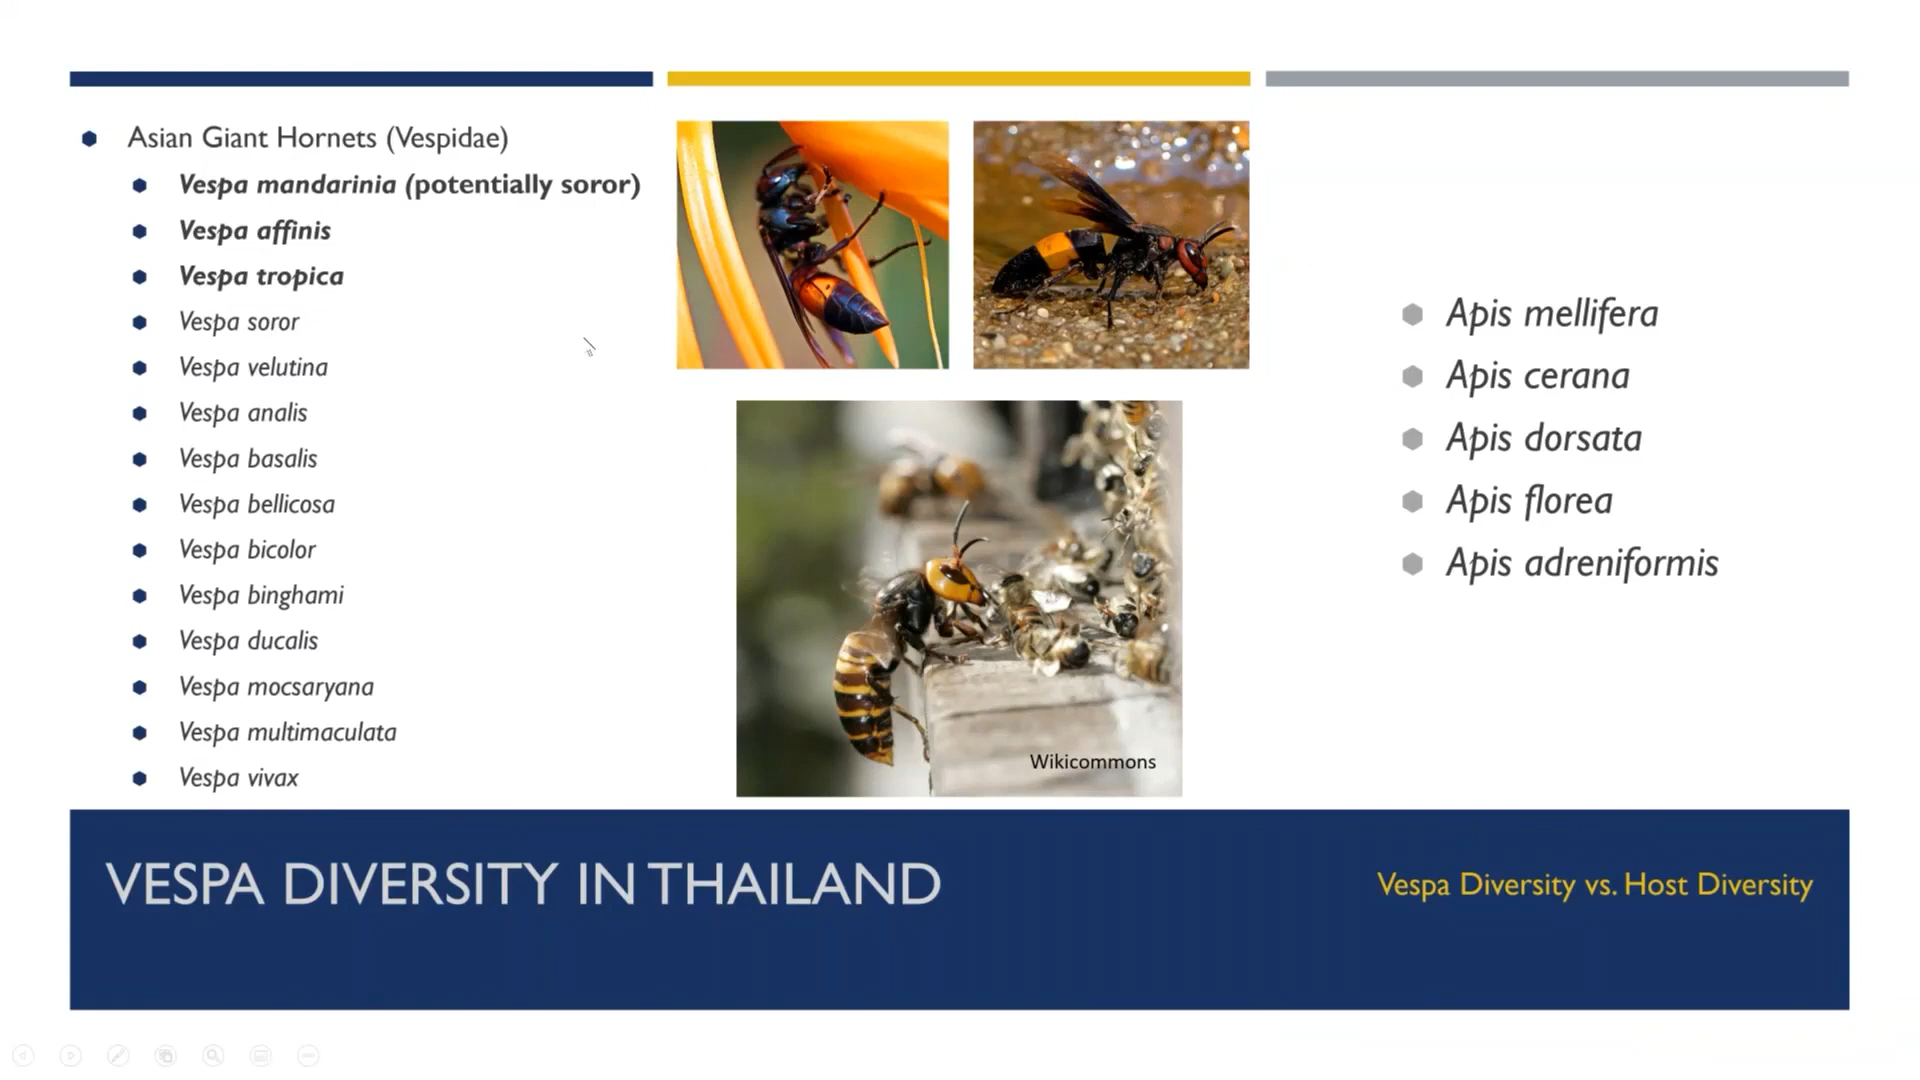 Asian Giant Hornets (Vespidae)
Vespa mandarinia (potentially soror)
Vespa affinis
Vespa tropica
Vespa soror
Vespa velutina
Vespa analis
Vespa basalis
Vespa bellicosa
Vespa bicolor
Vespa binghami
Vespa ducalis
Vespa mocsaryana
Vespa multimaculata
Vespa vivax
Wikicommons
Apis mellifera
Apis cerana
Apis dorsata
Apis florea
Apis adreniformis
VESPA DIVERSITY IN THAILAND
Vespa Diversity vs. Host Diversity